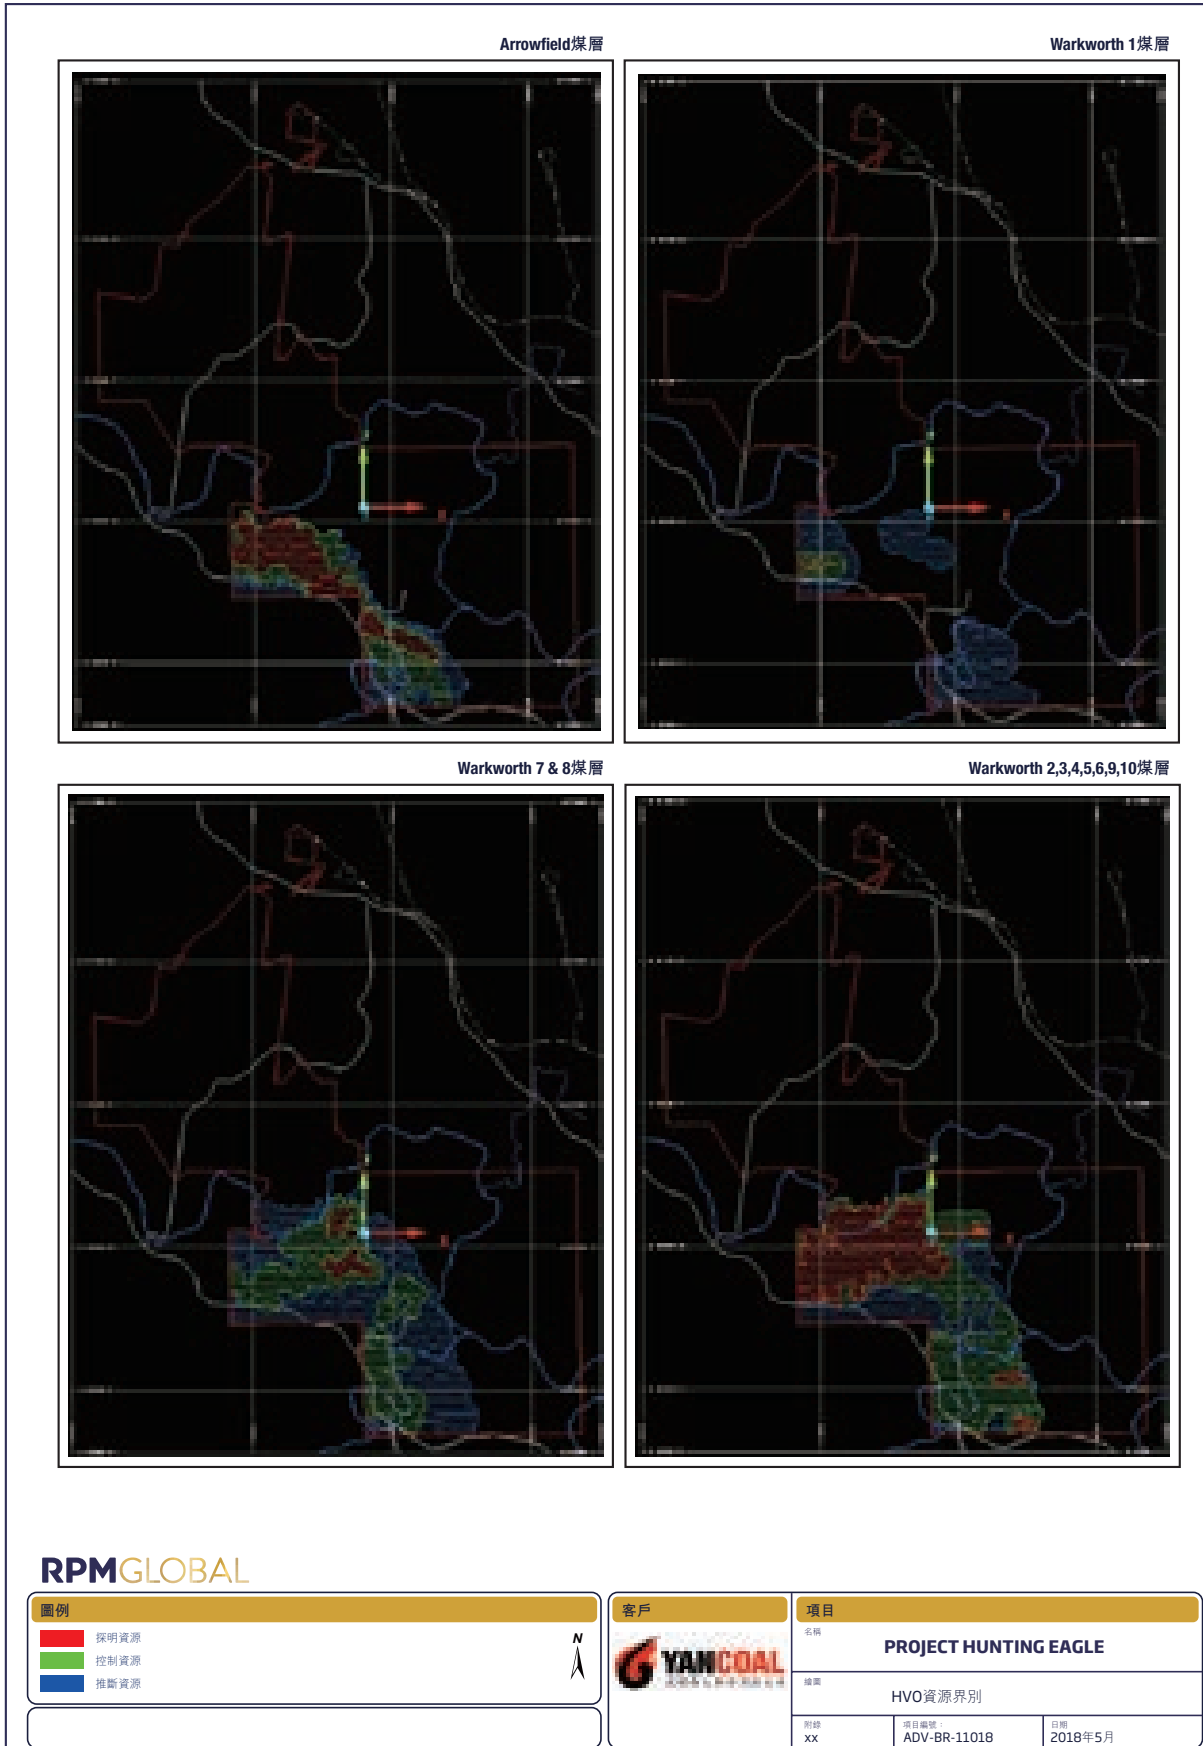 Arrowfield煤層
Warkworth 1煤層
Warkworth 7 & 8煤層
Warkworth 2,3,4,5,6,9,10煤層
RPMGLOBAL
圖例
探明資源
控制資源
推斷資源
N
客戶
YANCOAL
項目
名稱
PROJECT HUNTING EAGLE
繪圖
HVO資源界別
附錄
xx
項目編號：
ADV-BR-11018
日期
2018年5月